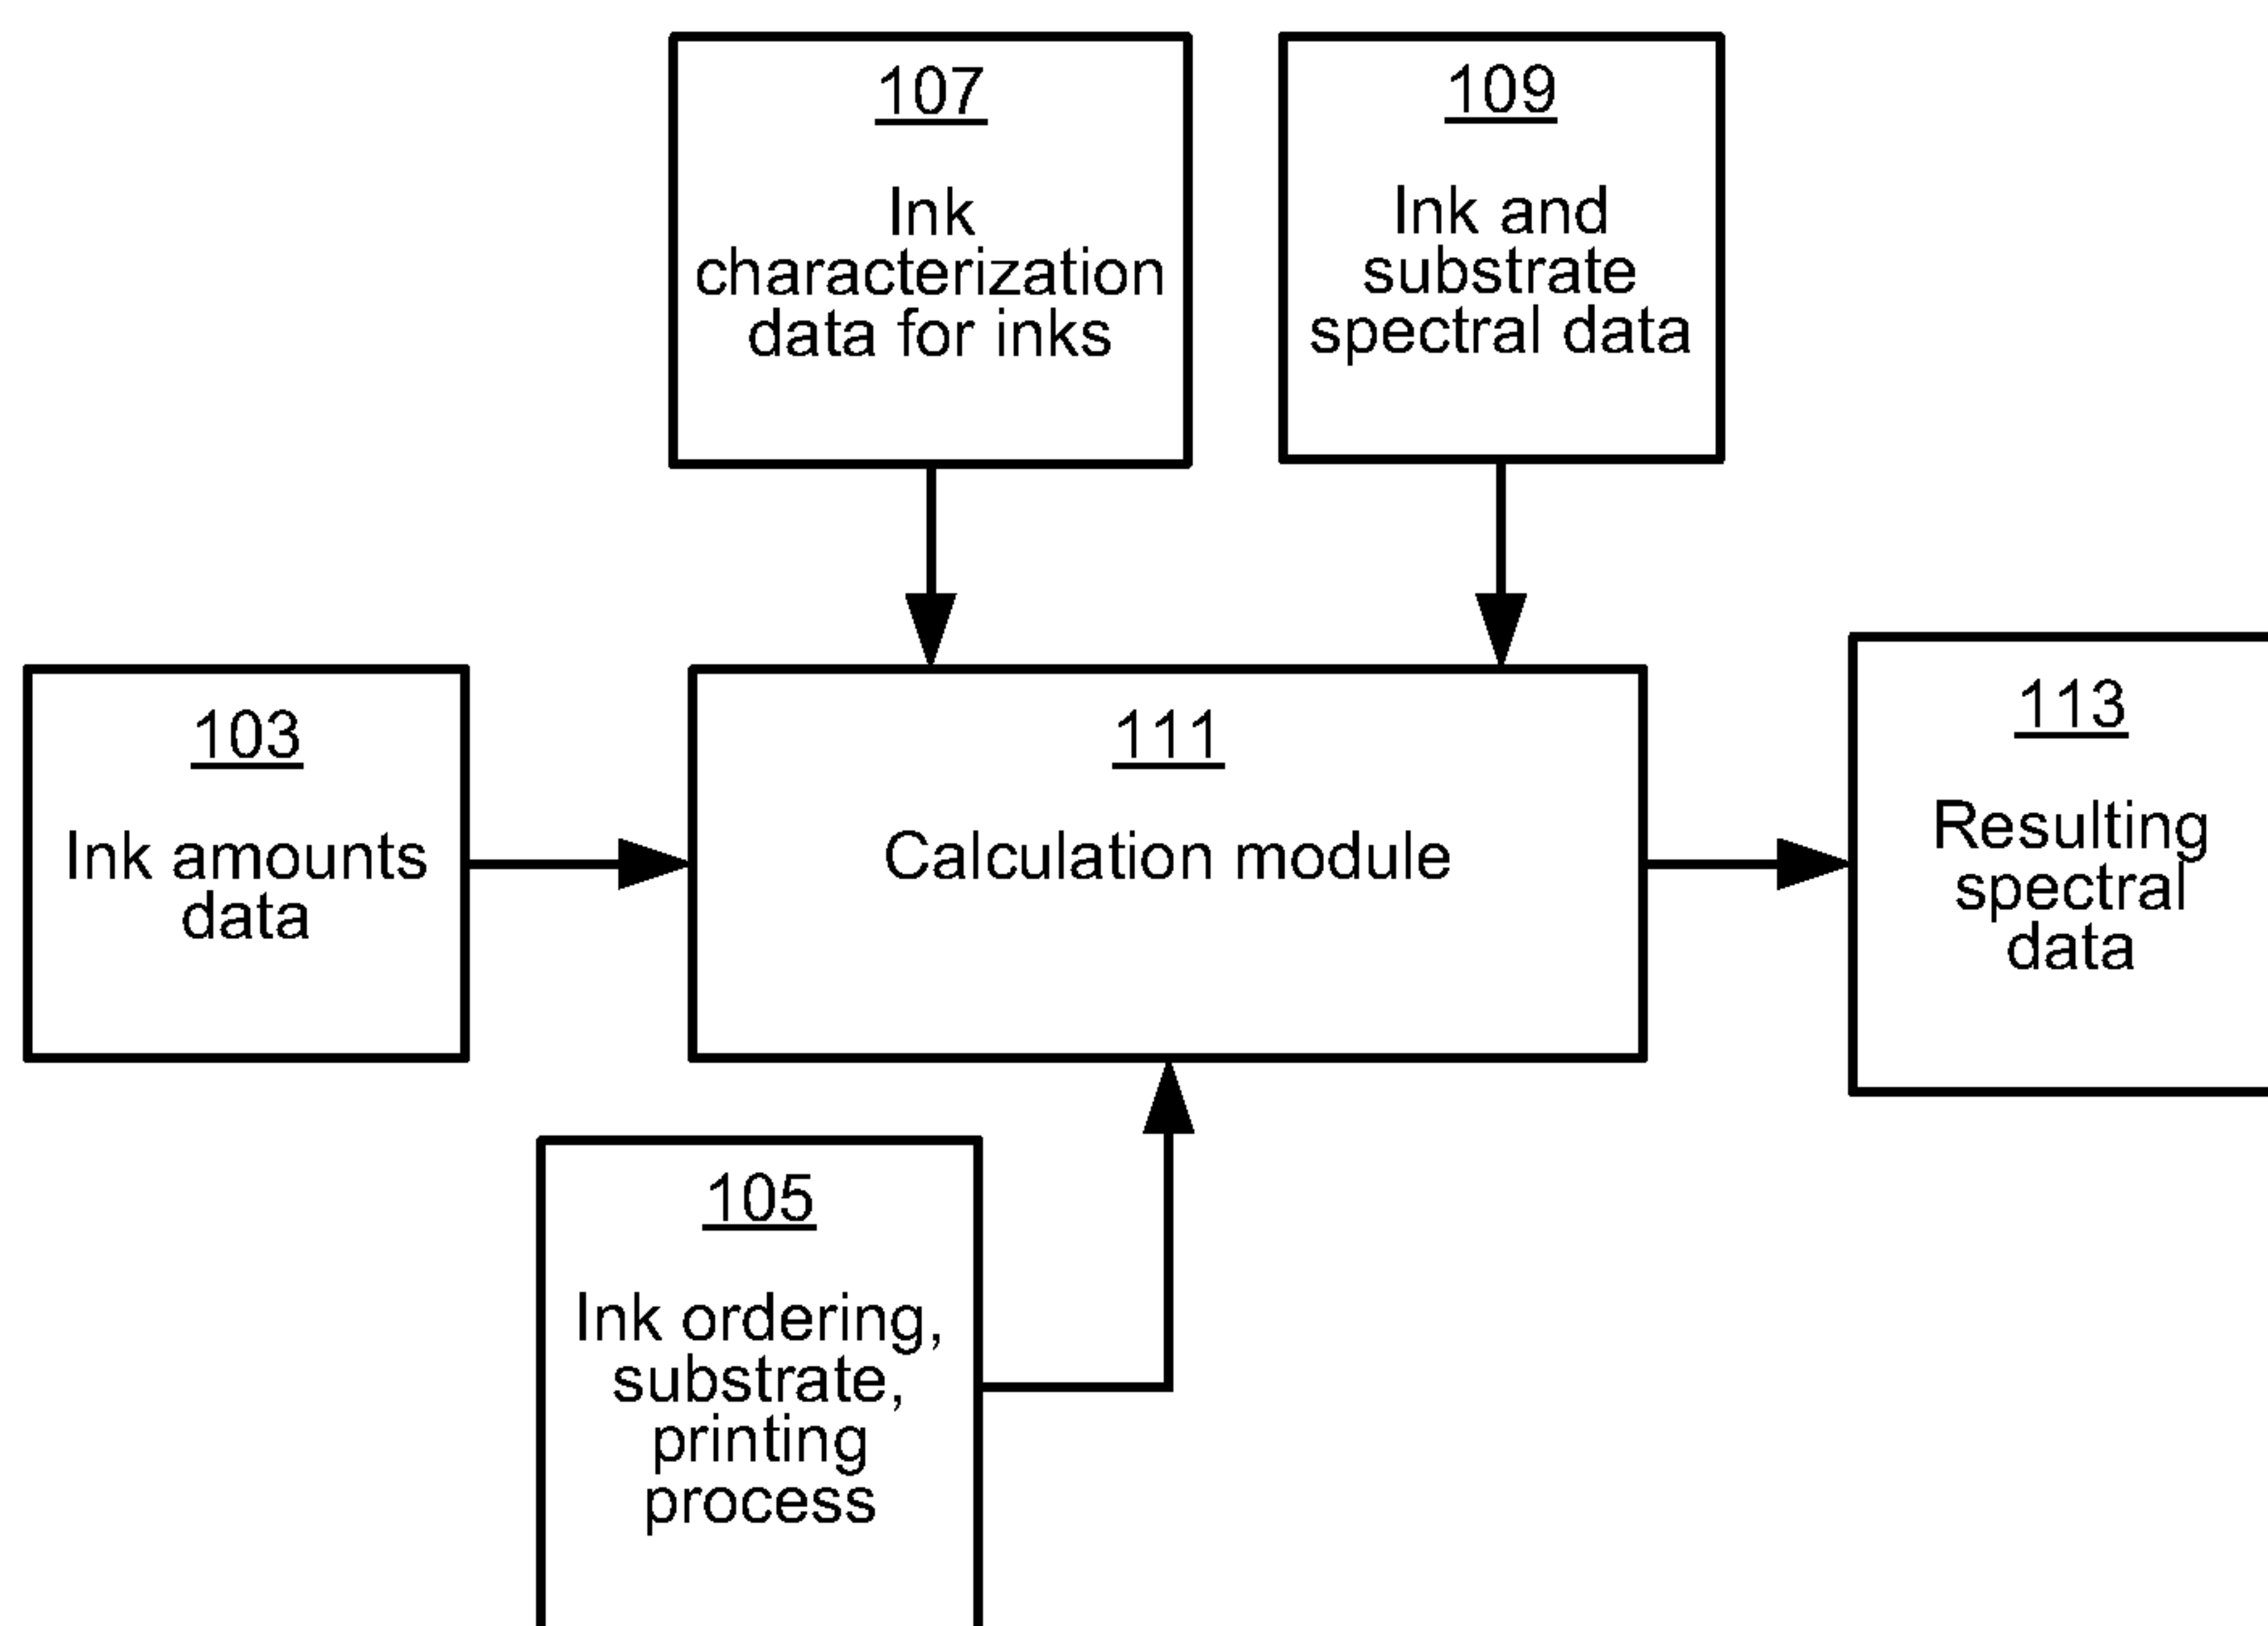 107
Ink
characterization
data for inks
109
Ink and
substrate
spectral data
103
Ink amounts
data
111
Calculation module
113
Resulting
spectral
data
105
Ink ordering,
substrate,
printing
process